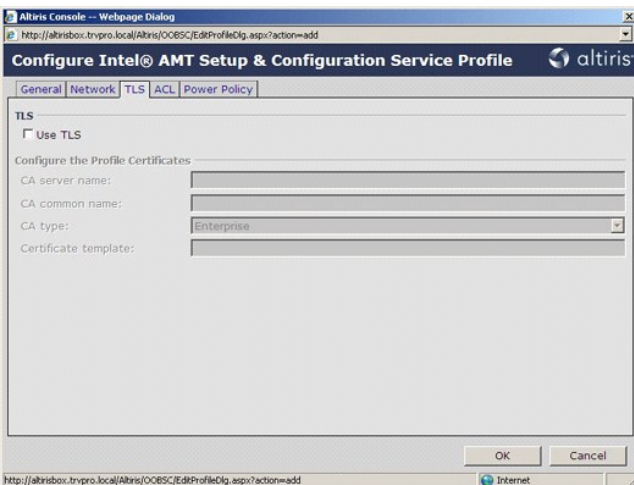 Altiris Console -- Webpage Dialog
http://altirisbox.trvpro.local/Altiris/OOBSC/EditProfileDlg.aspx?action=add
Configure Intel® AMT Setup & Configuration Service Profile
altiris
General Network TLS ACL Power Policy
TLS
Use TLS
Configure the Profile Certificates
CA server name:
CA common name:
CA type: Enterprise
Certificate template:
OK Cancel
http://altirisbox.trvpro.local/Altiris/OOBSC/EditProfileDlg.aspx?action=add Internet